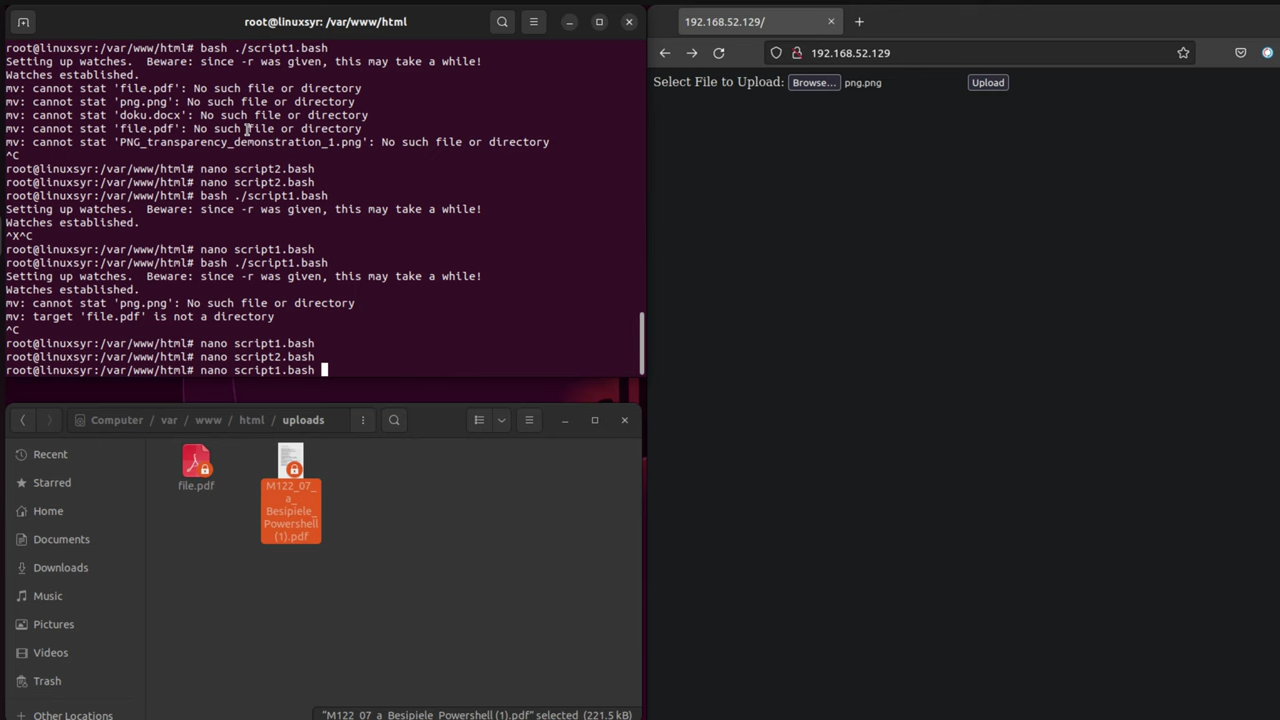 root@linuxsyr: /var/www/html
root@linuxsyr:/var/www/html# bash ./script1.bash
Setting up watches.  Beware: since -r was given, this may take a while!
Watches established.
mv: cannot stat 'file.pdf': No such file or directory
mv: cannot stat 'png.png': No such file or directory
mv: cannot stat 'doku.docx': No such file or directory
mv: cannot stat 'file.pdf': No such file or directory
mv: cannot stat 'PNG_transparency_demonstration_1.png': No such file or directory
^C
root@linuxsyr:/var/www/html# nano script2.bash
root@linuxsyr:/var/www/html# nano script2.bash
root@linuxsyr:/var/www/html# bash ./script1.bash
Setting up watches.  Beware: since -r was given, this may take a while!
Watches established.
^X^C
root@linuxsyr:/var/www/html# nano script1.bash
root@linuxsyr:/var/www/html# bash ./script1.bash
Setting up watches.  Beware: since -r was given, this may take a while!
Watches established.
mv: cannot stat 'png.png': No such file or directory
mv: target 'file.pdf' is not a directory
^C
root@linuxsyr:/var/www/html# nano script1.bash
root@linuxsyr:/var/www/html# nano script2.bash
root@linuxsyr:/var/www/html# nano script1.bash
Computer / var / www / html / uploads
Recent
Starred
Home
Documents
Downloads
Music
Pictures
Videos
Trash
Other Locations
file.pdf
M122_07_
a_
Besipiele_
Powershell
(1).pdf
"M122_07_a_Besipiele_Powershell(1).pdf" selected (221.5 kB)
192.168.52.129/
192.168.52.129
Select File to Upload: Browse... png.png Upload